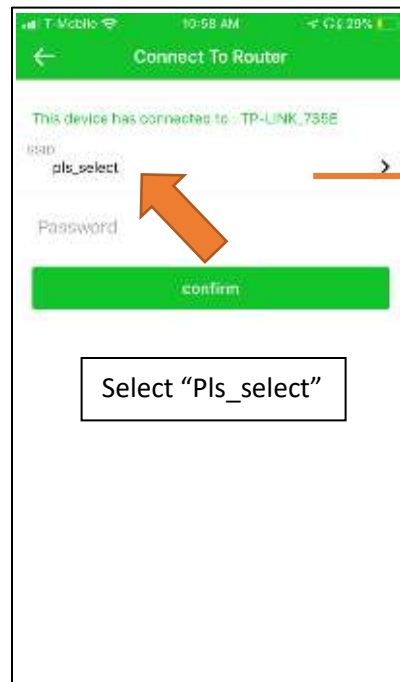 T-Mobile 10:58 AM 29%
Connect To Router
This device has connected to : TP-LINK_735E
SSID
pls_select
Password
confirm
Select “Pls_select”